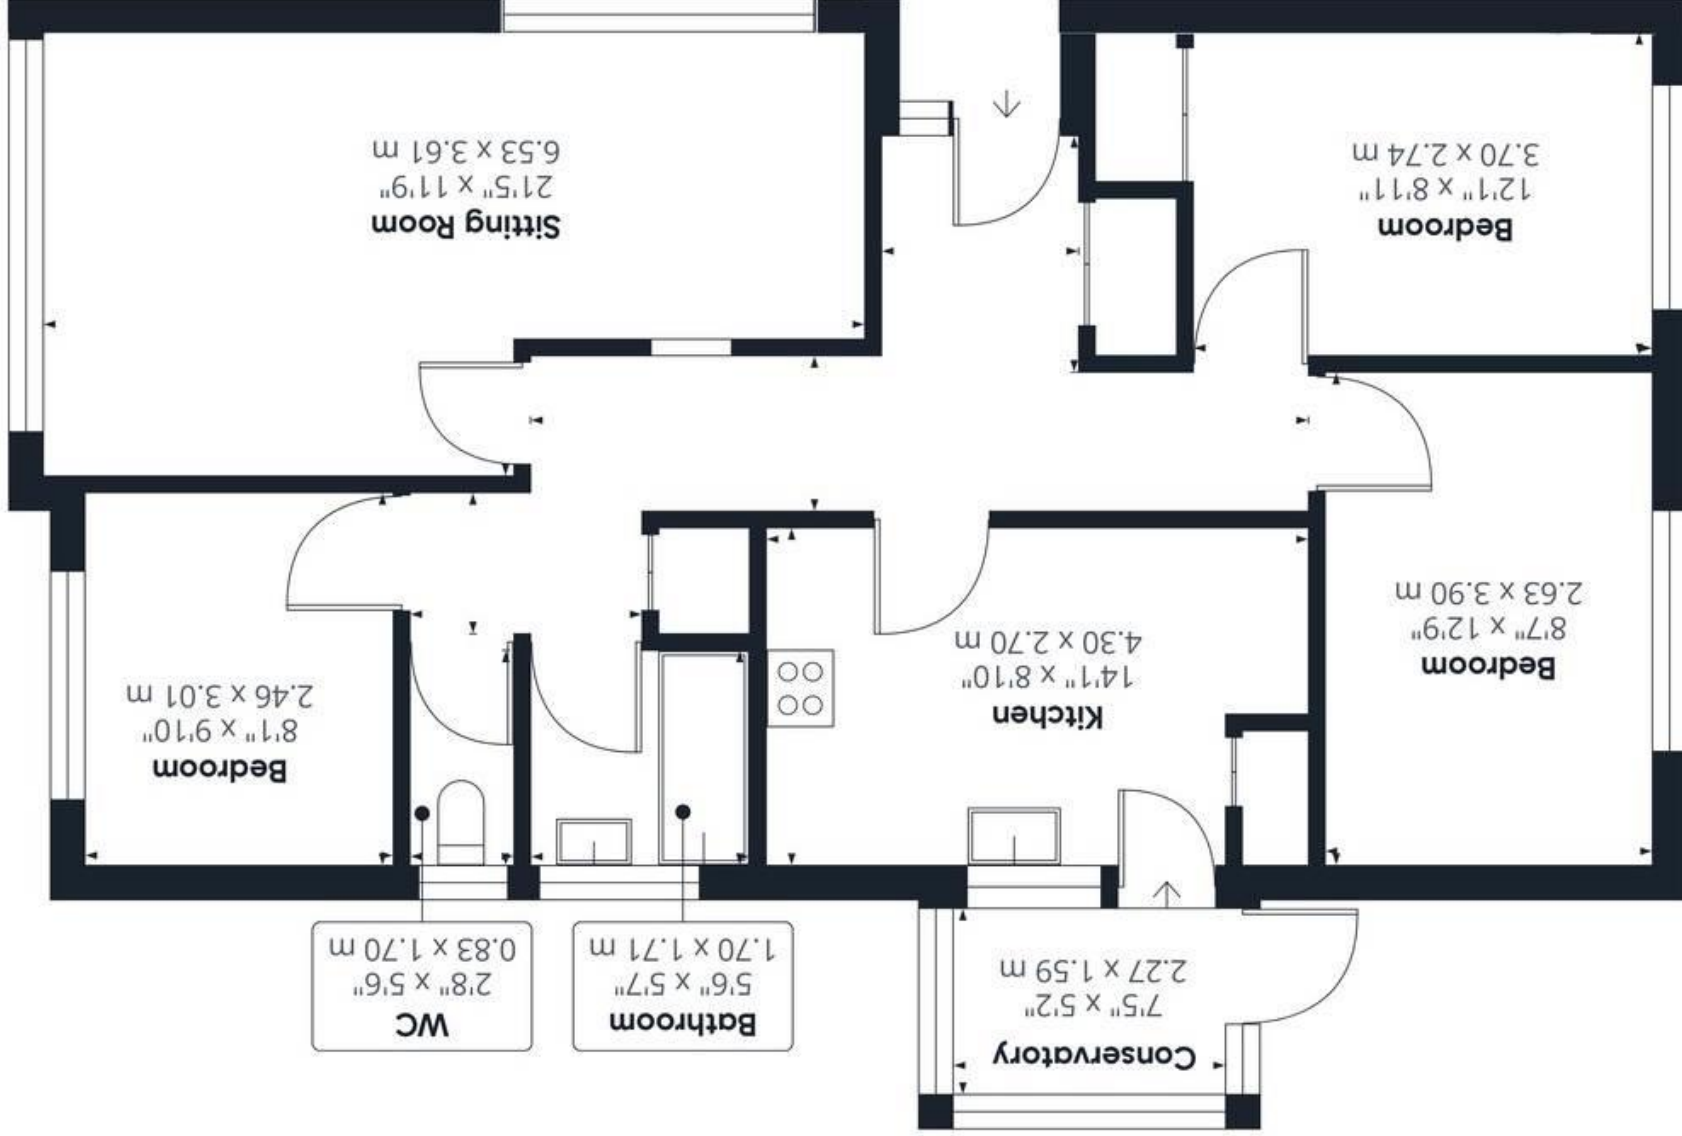 Conservatory
7'5" x 5'2"
2.27 x 1.59 m
Bathroom
5'6" x 5'7"
1.70 x 1.71 m
WC
2'8" x 5'6"
0.83 x 1.70 m
Bedroom
8'7" x 12'9"
2.63 x 3.90 m
Kitchen
14'1" x 8'10"
4.30 x 2.70 m
Bedroom
8'1" x 9'10"
2.46 x 3.01 m
Bedroom
12'1" x 8'11"
3.70 x 2.74 m
Sitting Room
21'5" x 11'9"
6.53 x 3.61 m